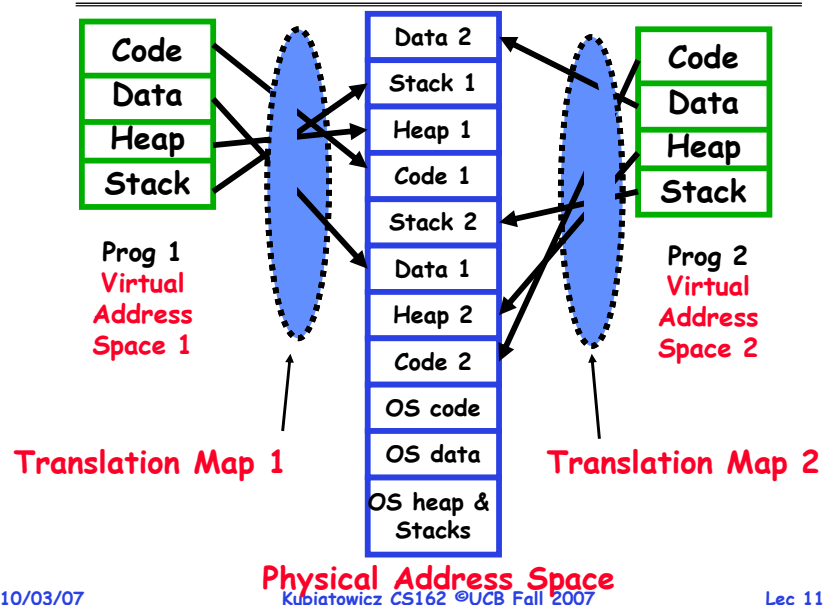 Code
Data
Heap
Stack
Prog 1
Virtual
Address
Space 1
Translation Map 1
Data 2
Stack 1
Heap 1
Code 1
Stack 2
Data 1
Heap 2
Code 2
OS code
OS data
OS heap &
Stacks
Physical Address Space
Code
Data
Heap
Stack
Prog 2
Virtual
Address
Space 2
Translation Map 2
10/03/07
Kubiatowicz CS162 ©UCB Fall 2007
Lec 11